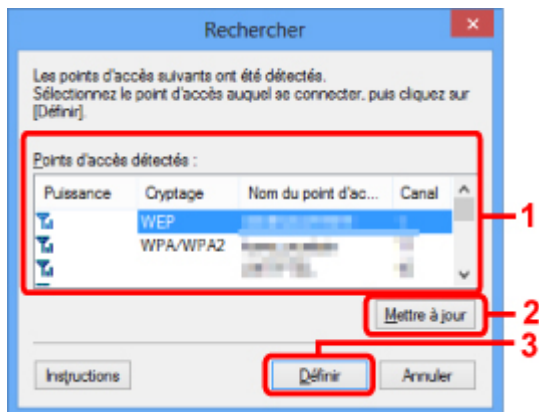 Rechercher
Les points d'accès suivants ont été détectés.
Sélectionnez le point d'accès auquel se connecter, puis cliquez sur
[Définir].
Points d'accès détectés :
Puissance Cryptage Nom du point d'ac... Canal
WEP
WPA/WPA2
1
Mettre à jour
2
3
Instructions Définir Annuler